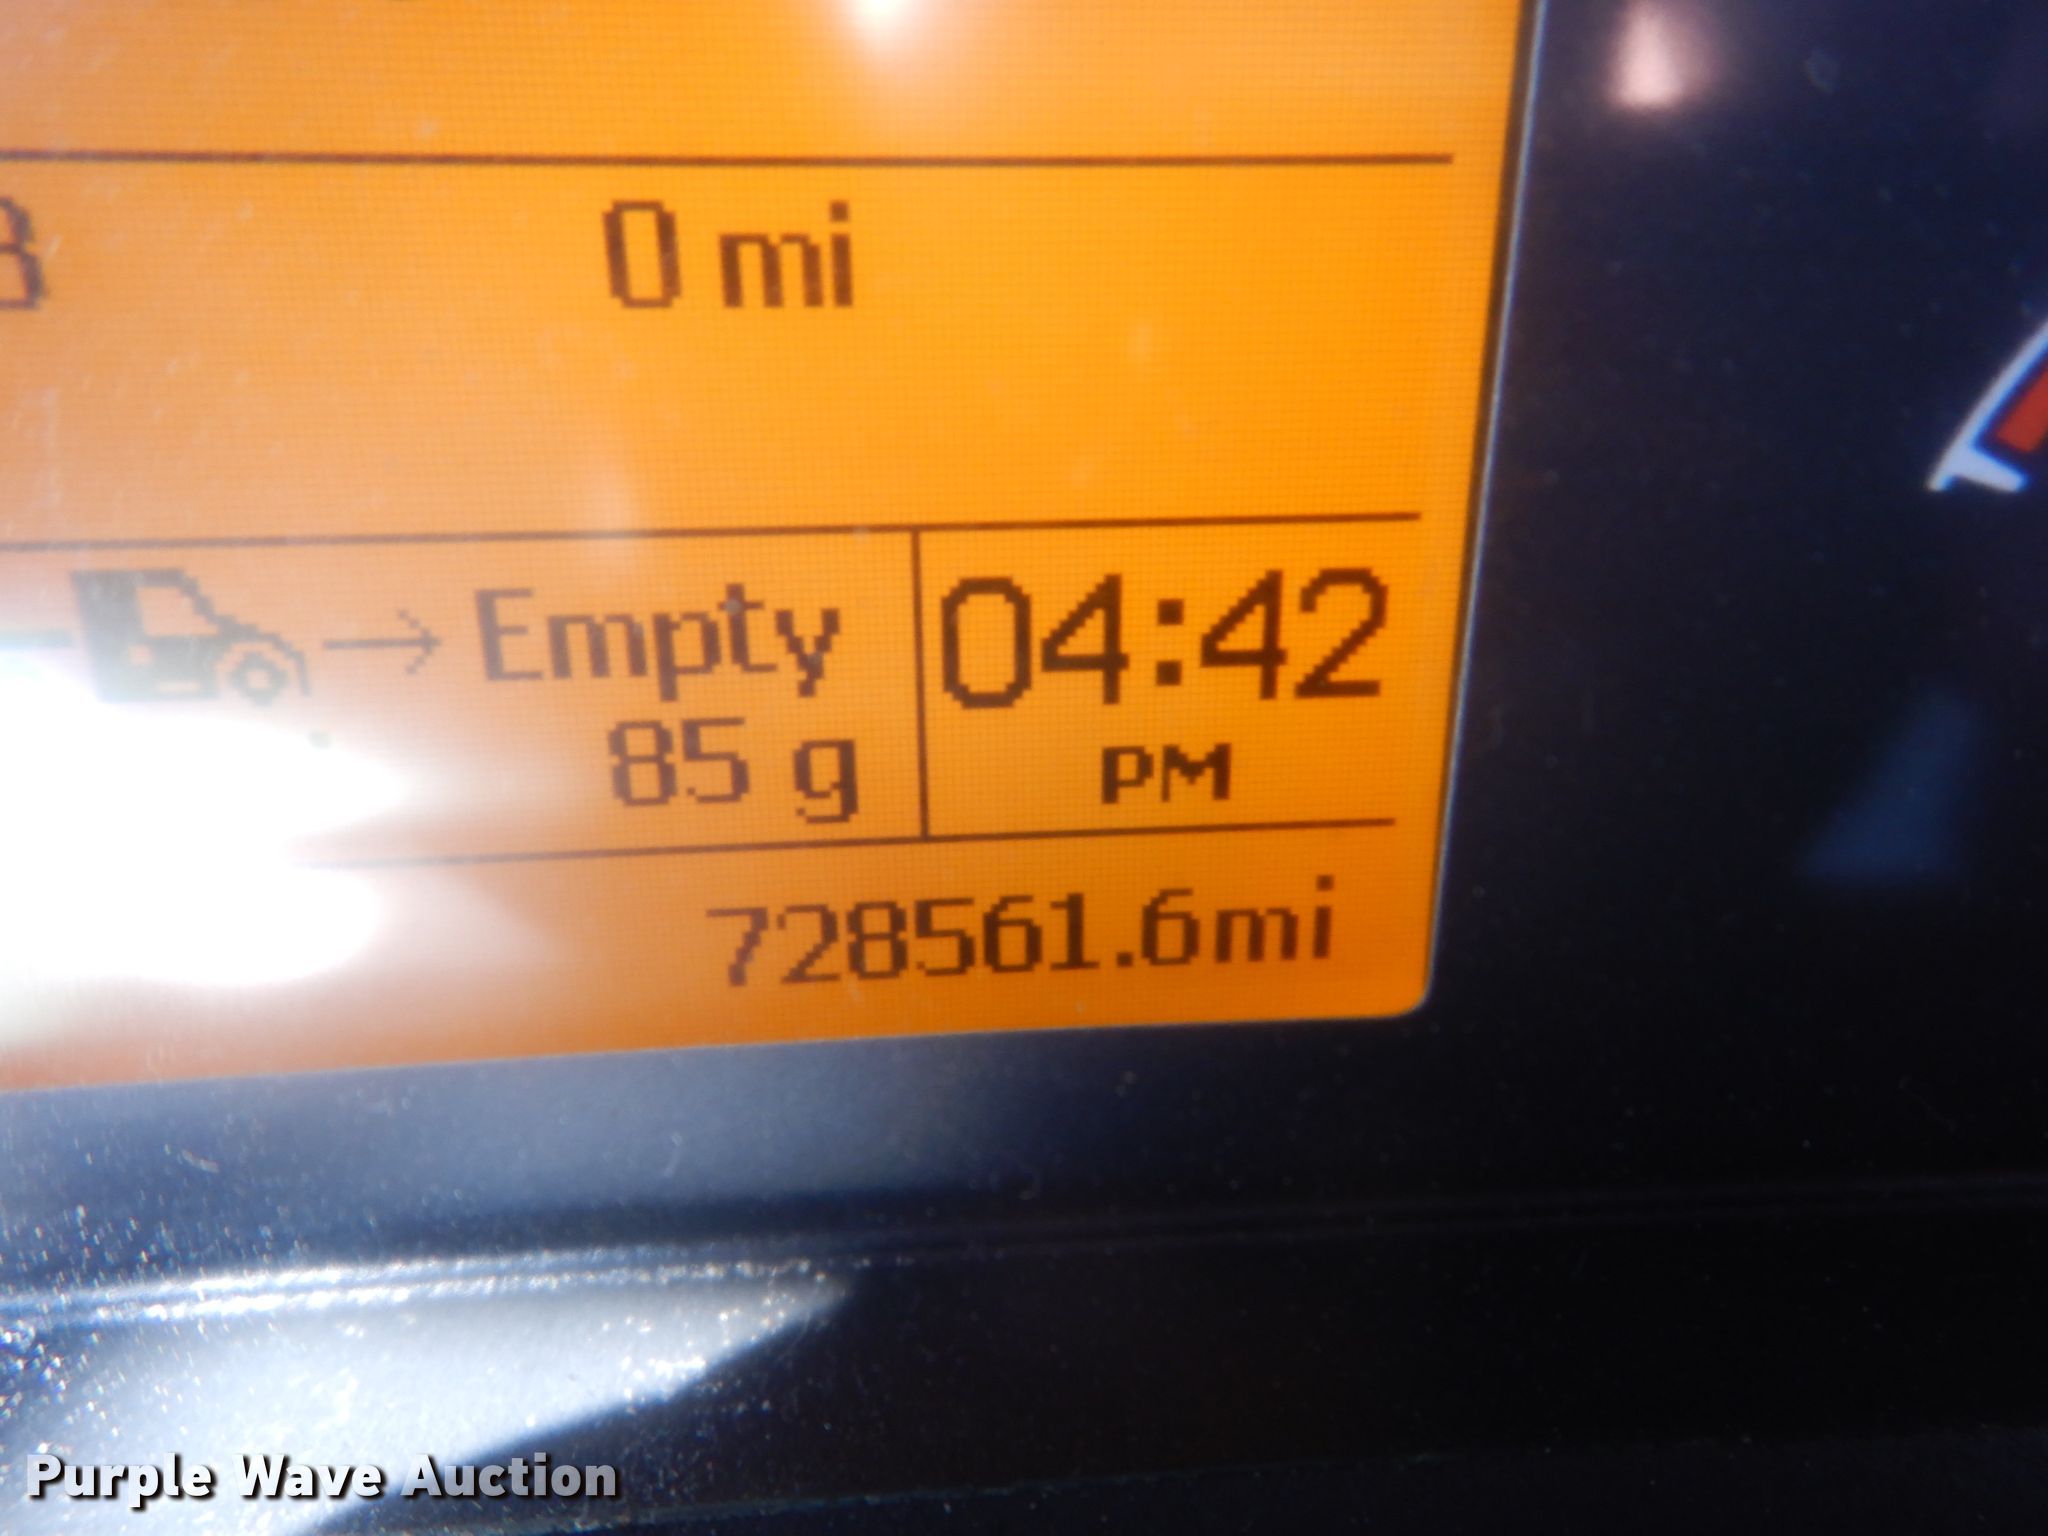 B 0 mi
Empty 04:42
85 g PM
728561.6mi
Purple Wave Auction